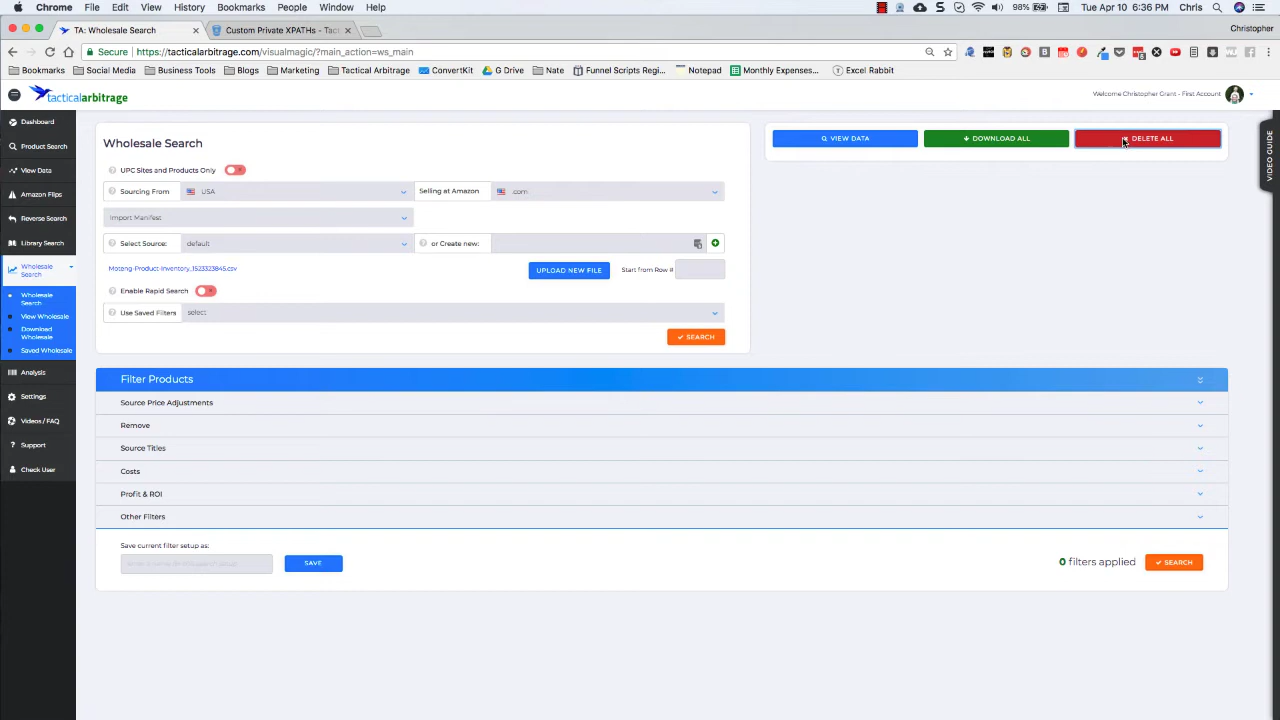 Chrome File Edit View History Bookmarks People Window Help 98% Tue Apr 10 6:36 PM Chris
TA: Wholesale Search Custom Private XPATHs - Tact Christopher
Secure https://tacticalarbitrage.com/visualmagic/?main_action=ws_main
Bookmarks Social Media Business Tools Blogs Marketing Tactical Arbitrage ConvertKit G Drive Nate Funnel Scripts Regi... Notepad Monthly Expenses... Excel Rabbit
tacticalarbitrage
Welcome Christopher Grant - First Account
Dashboard
Product Search
View Data
Amazon Flips
Reverse Search
Library Search
Wholesale
Search
Wholesale
Search
View Wholesale
Download
Wholesale
Saved Wholesale
Analysis
Settings
Videos / FAQ
Support
Check User
Wholesale Search
UPC Sites and Products Only
Sourcing From USA Selling at Amazon .com
Import Manifest
Select Source: default or Create new:
Moteng-Product-Inventory_1523323845.csv UPLOAD NEW FILE Start from Row #
Enable Rapid Search
Use Saved Filters select
SEARCH
VIEW DATA DOWNLOAD ALL DELETE ALL
VIDEO GUIDE
Filter Products
Source Price Adjustments
Remove
Source Titles
Costs
Profit & ROI
Other Filters
Save current filter setup as:
SAVE
0 filters applied SEARCH